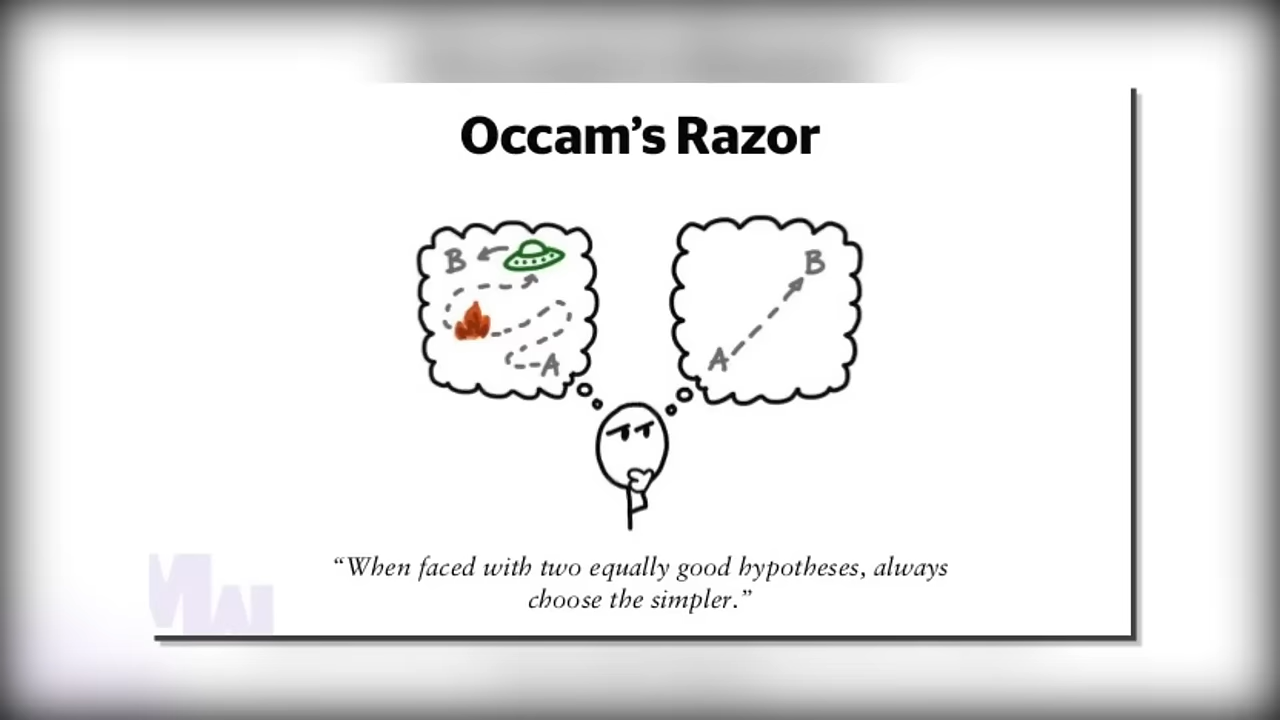 Occam’s Razor
B
B
A
A
“When faced with two equally good hypotheses, always
choose the simpler.”